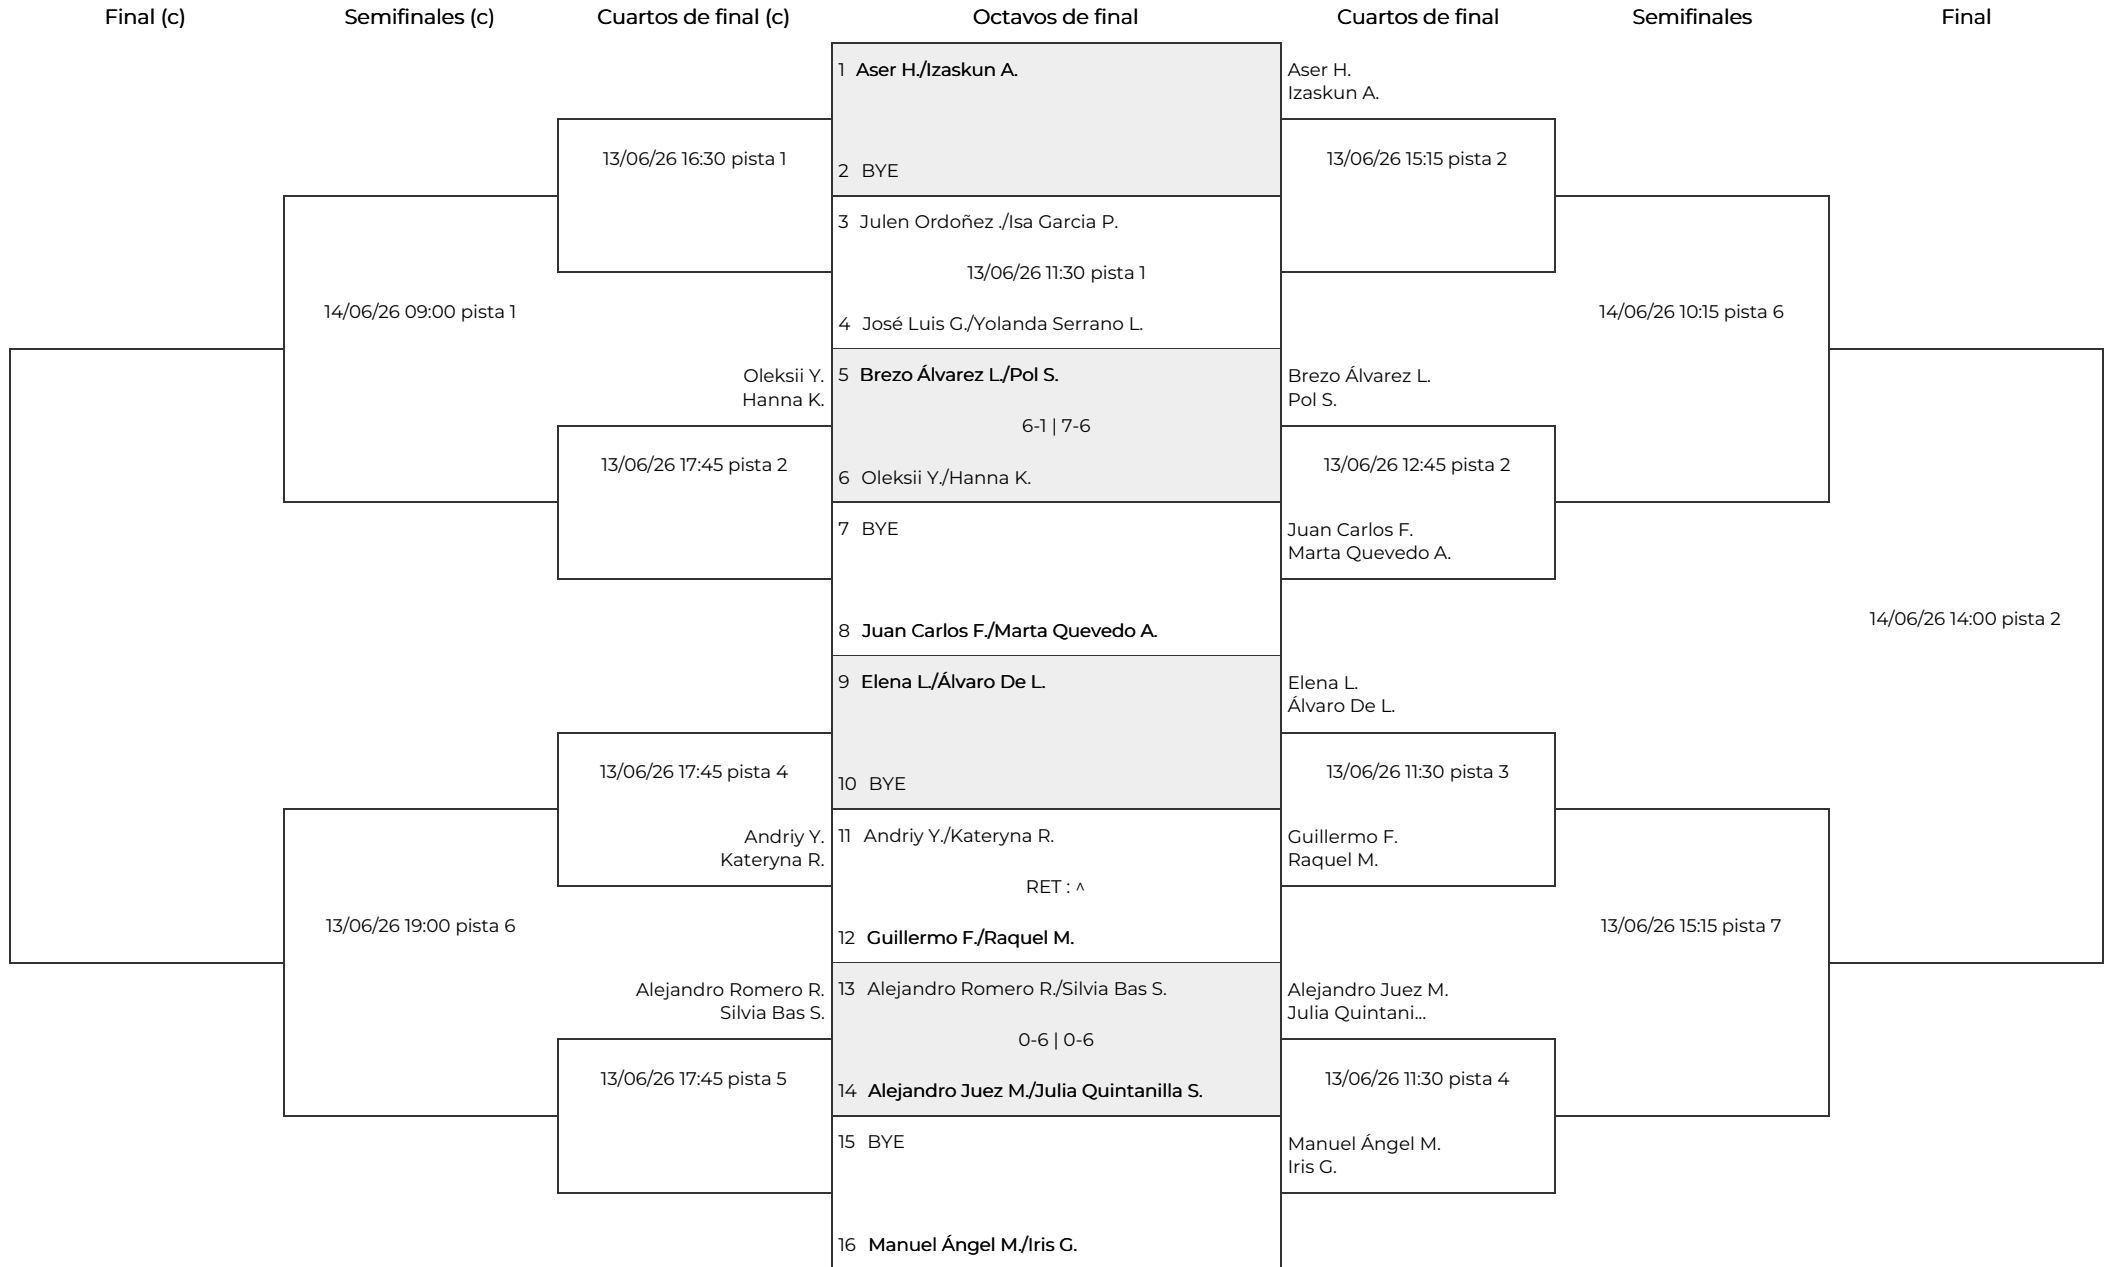 Final (c)
Semifinales (c)
Cuartos de final (c)
Octavos de final
Cuartos de final
Semifinales
Final
14/06/26 09:00 pista 1
13/06/26 19:00 pista 6
13/06/26 16:30 pista 1
Oleksii Y.
Hanna K.
13/06/26 17:45 pista 2
13/06/26 17:45 pista 4
Andriy Y.
Kateryna R.
Alejandro Romero R.
Silvia Bas S.
13/06/26 17:45 pista 5
1 Aser H./Izaskun A.
2 BYE
3 Julen Ordoñez ./Isa Garcia P.
13/06/26 11:30 pista 1
4 José Luis G./Yolanda Serrano L.
5 Brezo Álvarez L./Pol S.
6-1 | 7-6
6 Oleksii Y./Hanna K.
7 BYE
8 Juan Carlos F./Marta Quevedo A.
9 Elena L./Álvaro De L.
10 BYE
11 Andriy Y./Kateryna R.
RET : ^
12 Guillermo F./Raquel M.
13 Alejandro Romero R./Silvia Bas S.
0-6 | 0-6
14 Alejandro Juez M./Julia Quintanilla S.
15 BYE
16 Manuel Ángel M./Iris G.
Aser H.
Izaskun A.
13/06/26 15:15 pista 2
Brezo Álvarez L.
Pol S.
13/06/26 12:45 pista 2
Juan Carlos F.
Marta Quevedo A.
Elena L.
Álvaro De L.
13/06/26 11:30 pista 3
Guillermo F.
Raquel M.
Alejandro Juez M.
Julia Quintani...
13/06/26 11:30 pista 4
Manuel Ángel M.
Iris G.
14/06/26 10:15 pista 6
13/06/26 15:15 pista 7
14/06/26 14:00 pista 2